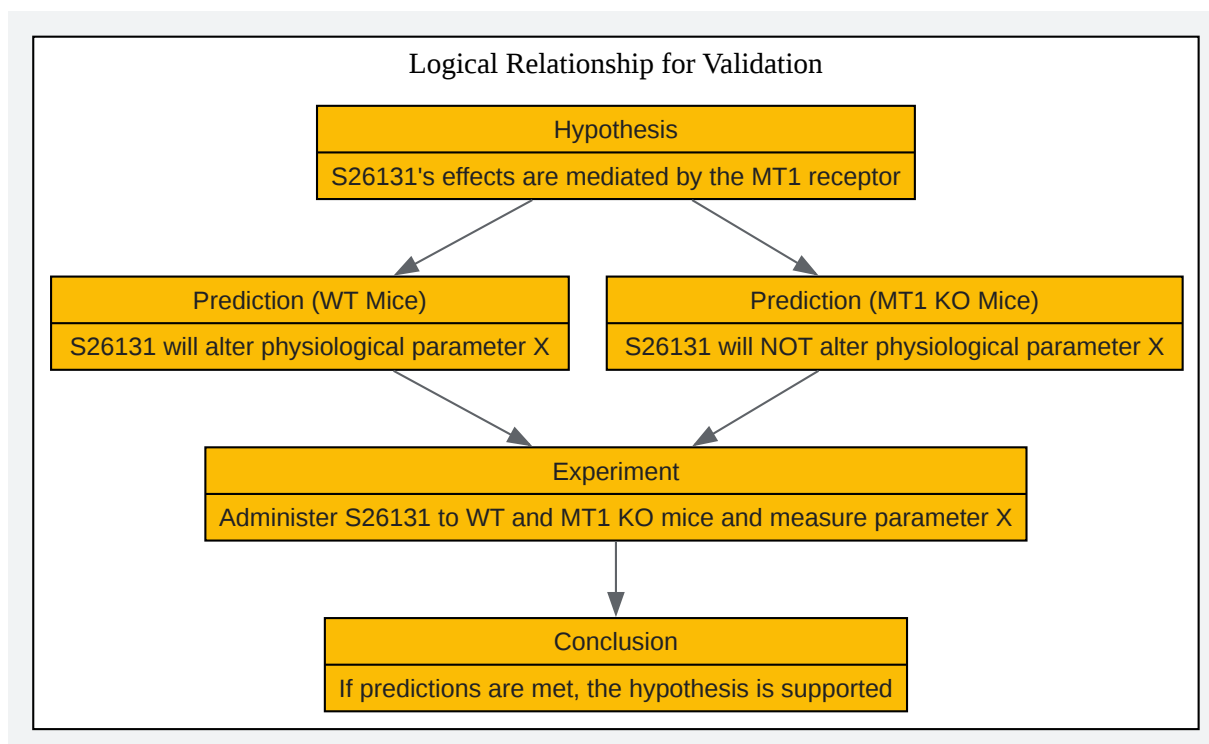 Logical Relationship for Validation
Hypothesis
S26131's effects are mediated by the MT1 receptor
Prediction (WT Mice)
S26131 will alter physiological parameter X
Prediction (MT1 KO Mice)
S26131 will NOT alter physiological parameter X
Experiment
Administer S26131 to WT and MT1 KO mice and measure parameter X
Conclusion
If predictions are met, the hypothesis is supported